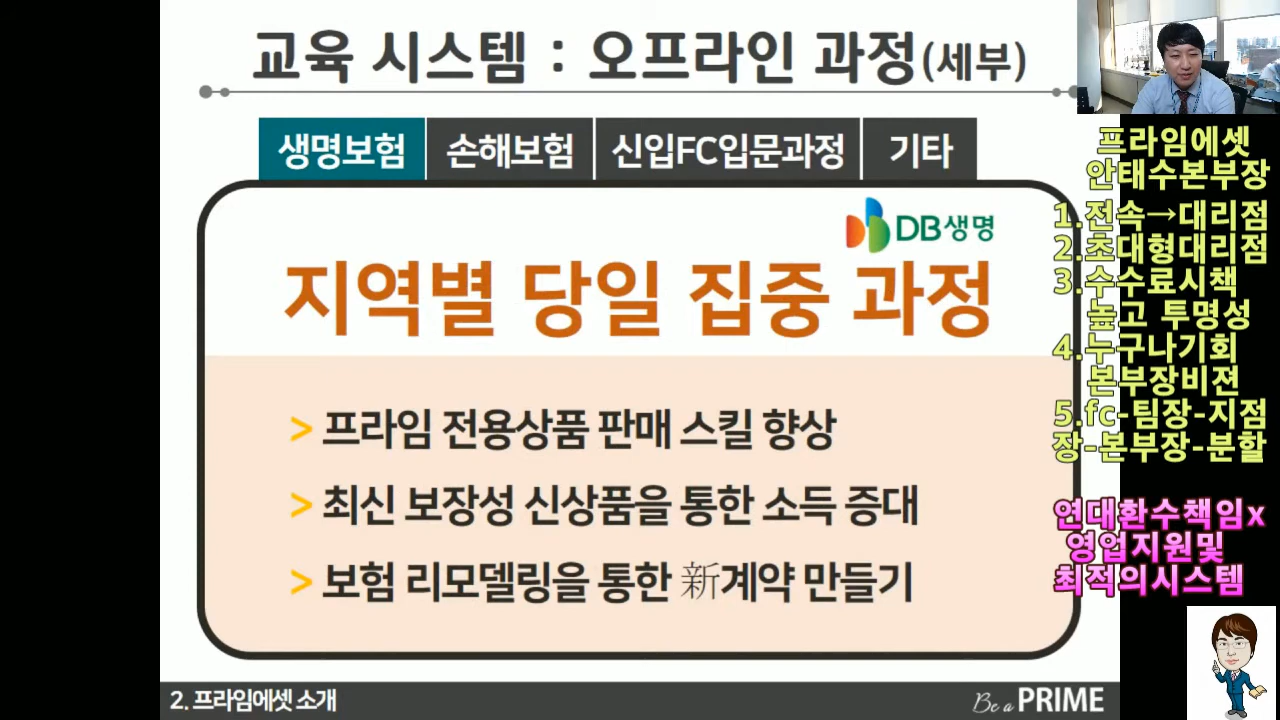 교육 시스템 : 오프라인 과정(세부)
생명보험 손해보험 신입FC입문과정 기타
DB생명
지역별 당일 집중 과정
> 프라임 전용상품 판매 스킬 향상
> 최신 보장성 신상품을 통한 소득 증대
> 보험 리모델링을 통한 新계약 만들기
2. 프라임에셋 소개
Be a PRIME
프라임에셋
안태수본부장
1.전속→대리점
2.초대형대리점
3.수수료시책
높고 투명성
4.누구나기회
본부장비젼
5.fc-팀장-지점
장-본부장-분할
연대환수책임x
영업지원및
최적의시스템